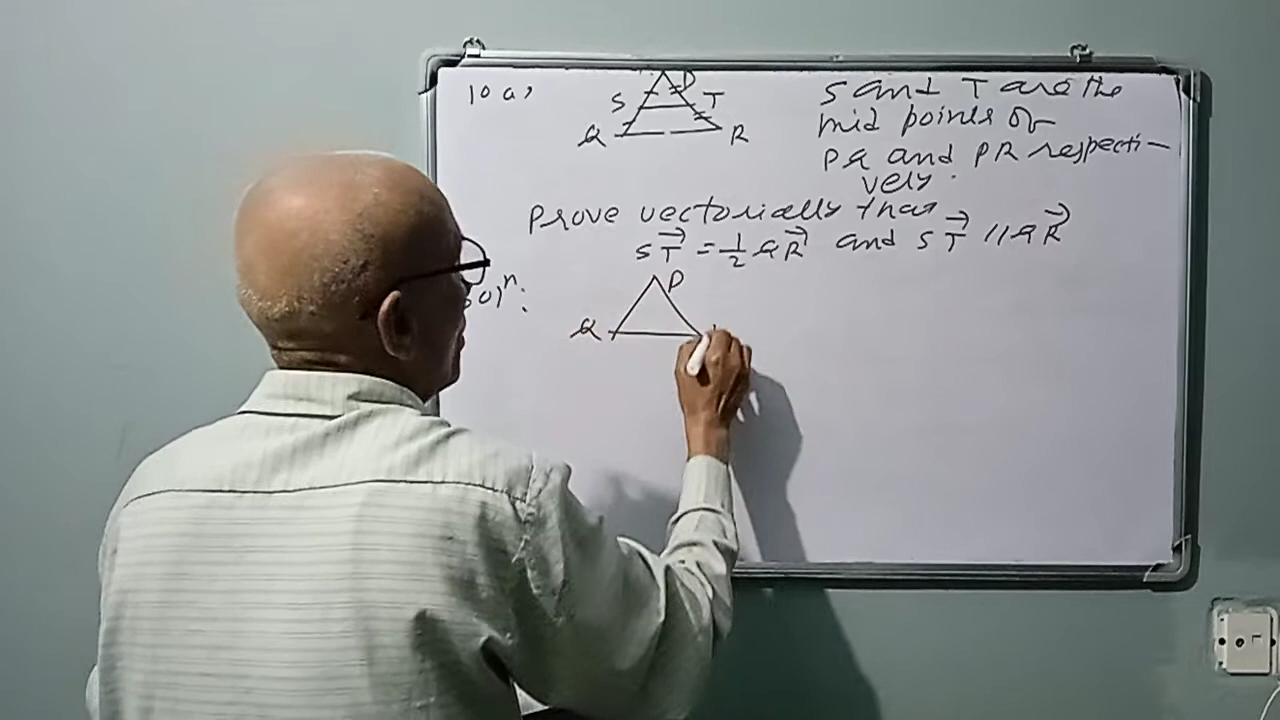 10 a,
P
S T
Q R
S and T are the
mid points of
PQ and PR respecti-
vely.
Prove vectorially that
ST→ = 1/2 QR→ and ST→ // QR→
Solⁿ:
P
Q